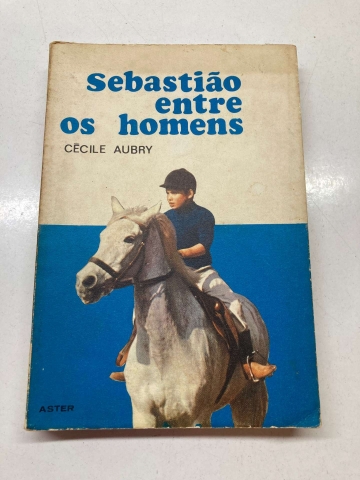 Sebastião
entre
os homens
CÉCILE AUBRY
ASTER